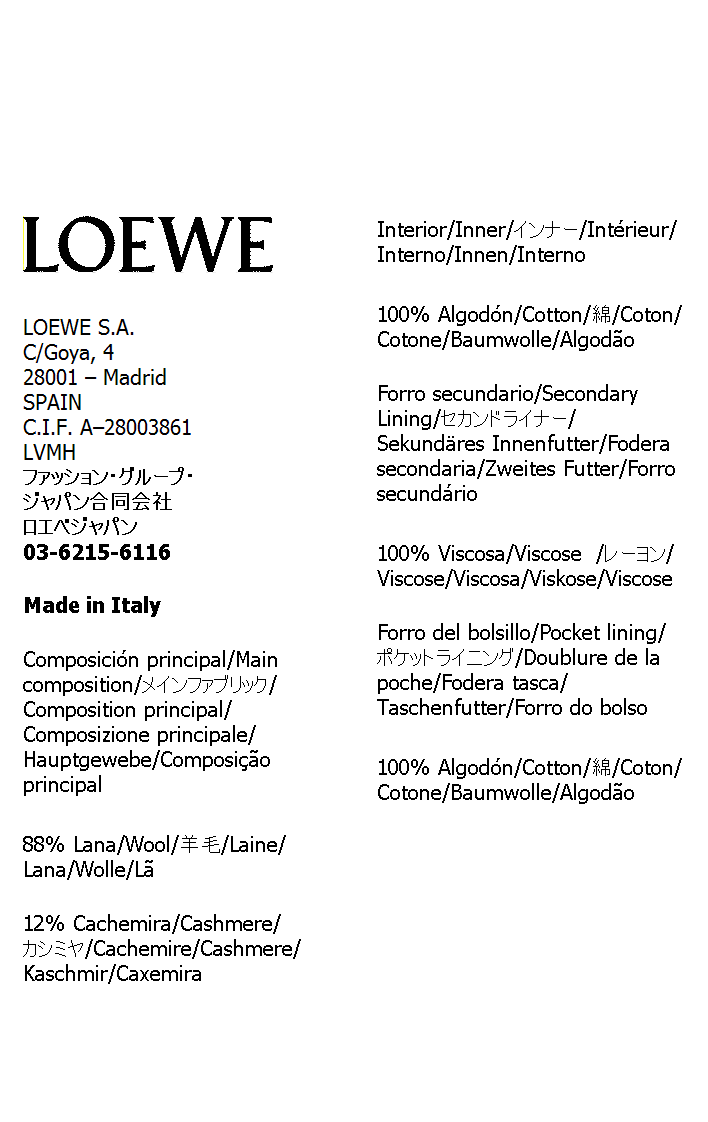 LOEWE
LOEWE S.A.
C/Goya, 4
28001 – Madrid
SPAIN
C.I.F. A–28003861
LVMH
ファッション・グループ・
ジャパン合同会社
ロエベジャパン
03-6215-6116
Made in Italy
Composición principal/Main
composition/メインファブリック/
Composition principal/
Composizione principale/
Hauptgewebe/Composição
principal
88% Lana/Wool/羊毛/Laine/
Lana/Wolle/Lã
12% Cachemira/Cashmere/
カシミヤ/Cachemire/Cashmere/
Kaschmir/Caxemira
Interior/Inner/インナー/Intérieur/
Interno/Innen/Interno
100% Algodón/Cotton/綿/Coton/
Cotone/Baumwolle/Algodão
Forro secundario/Secondary
Lining/セカンドライナー/
Sekundäres Innenfutter/Fodera
secondaria/Zweites Futter/Forro
secundário
100% Viscosa/Viscose  /レーヨン/
Viscose/Viscosa/Viskose/Viscose
Forro del bolsillo/Pocket lining/
ポケットライニング/Doublure de la
poche/Fodera tasca/
Taschenfutter/Forro do bolso
100% Algodón/Cotton/綿/Coton/
Cotone/Baumwolle/Algodão